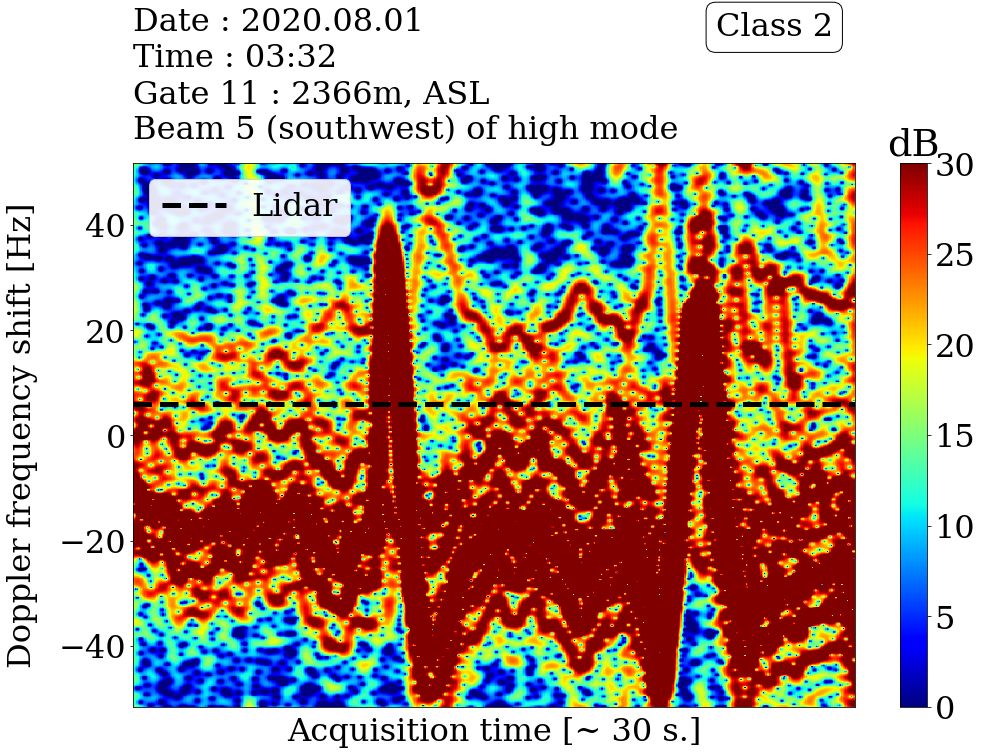 Date : 2020.08.01
Time : 03:32
Gate 11 : 2366m, ASL
Beam 5 (southwest) of high mode
Class 2
dB
Lidar
Doppler frequency shift [Hz]
40
20
0
−20
−40
30
25
20
15
10
5
0
Acquisition time [~ 30 s.]